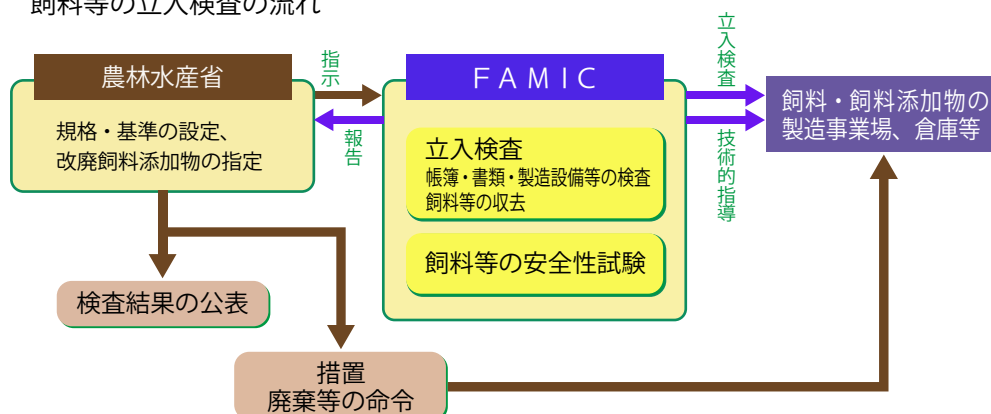 飼料等の立入検査の流れ
農林水産省
規格・基準の設定、
改廃飼料添加物の指定
指示
報告
ＦＡＭＩＣ
立入検査
帳簿・書類・製造設備等の検査
飼料等の収去
飼料等の安全性試験
立入検査
技術的指導
飼料・飼料添加物の
製造事業場、倉庫等
検査結果の公表
措置
廃棄等の命令